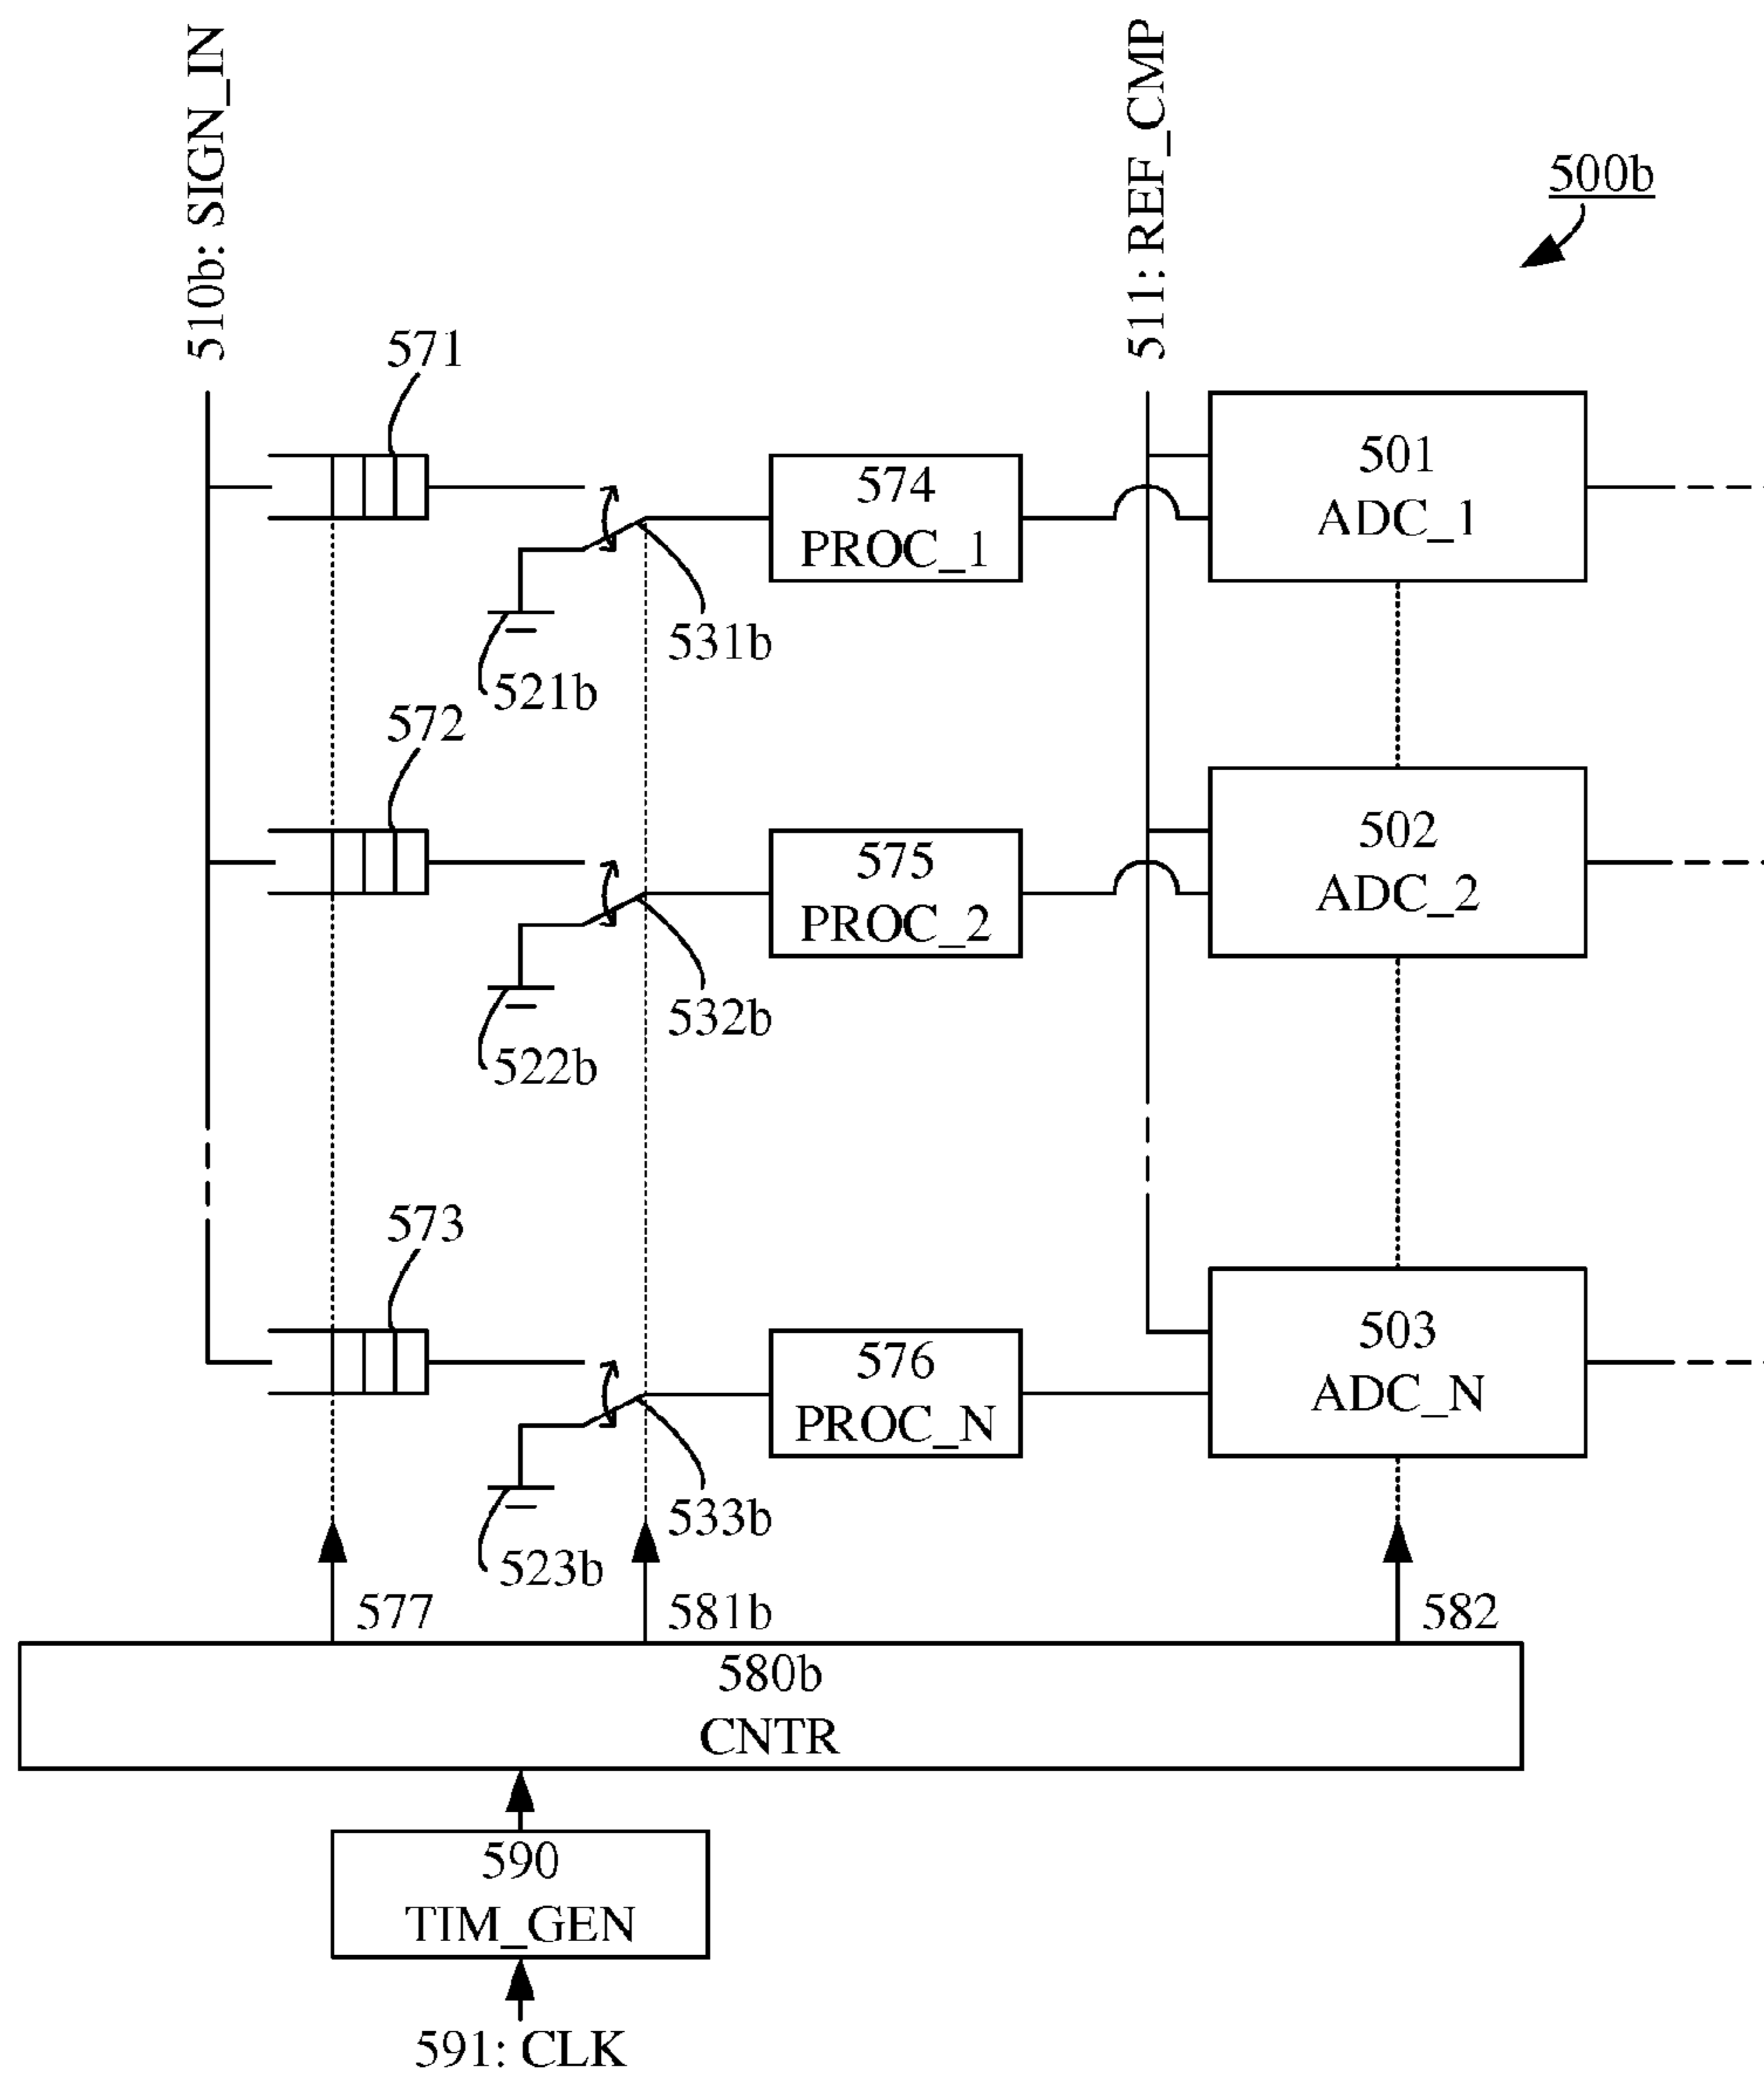 510b: SIGN_IN
511: REF_CMP
500b
571
501
ADC_1
574
PROC_1
531b
521b
572
502
ADC_2
575
PROC_2
532b
522b
573
503
ADC_N
576
PROC_N
533b
523b
577
581b
582
580b
CNTR
590
TIM_GEN
591: CLK